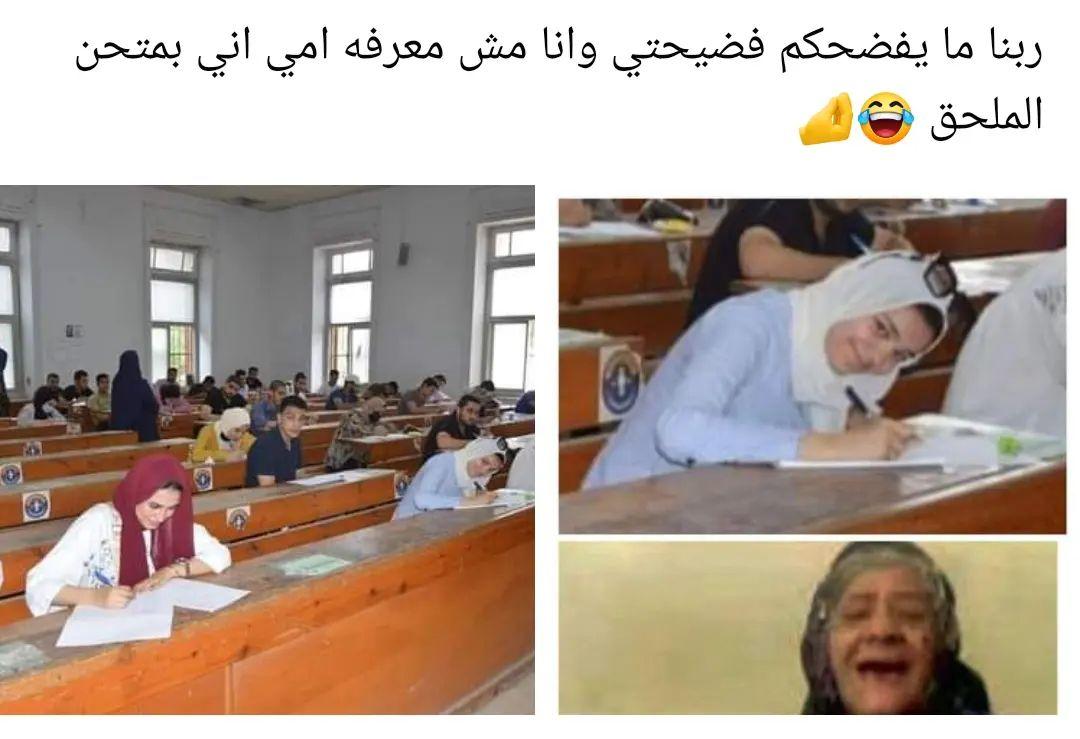 ربنا ما يفضحكم فضيحتي وانا مش معرفه امي اني بمتحن
الملحق 😂🤌